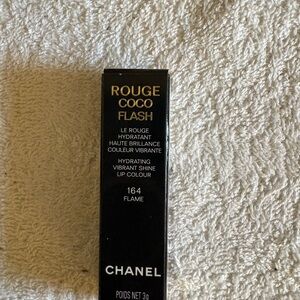 ROUGE
COCO
FLASH
LE ROUGE
HYDRATANT
HAUTE BRILLANCE
COULEUR VIBRANTE
HYDRATING
VIBRANT SHINE
LIP COLOUR
164
FLAME
CHANEL
POIDS NET 3g